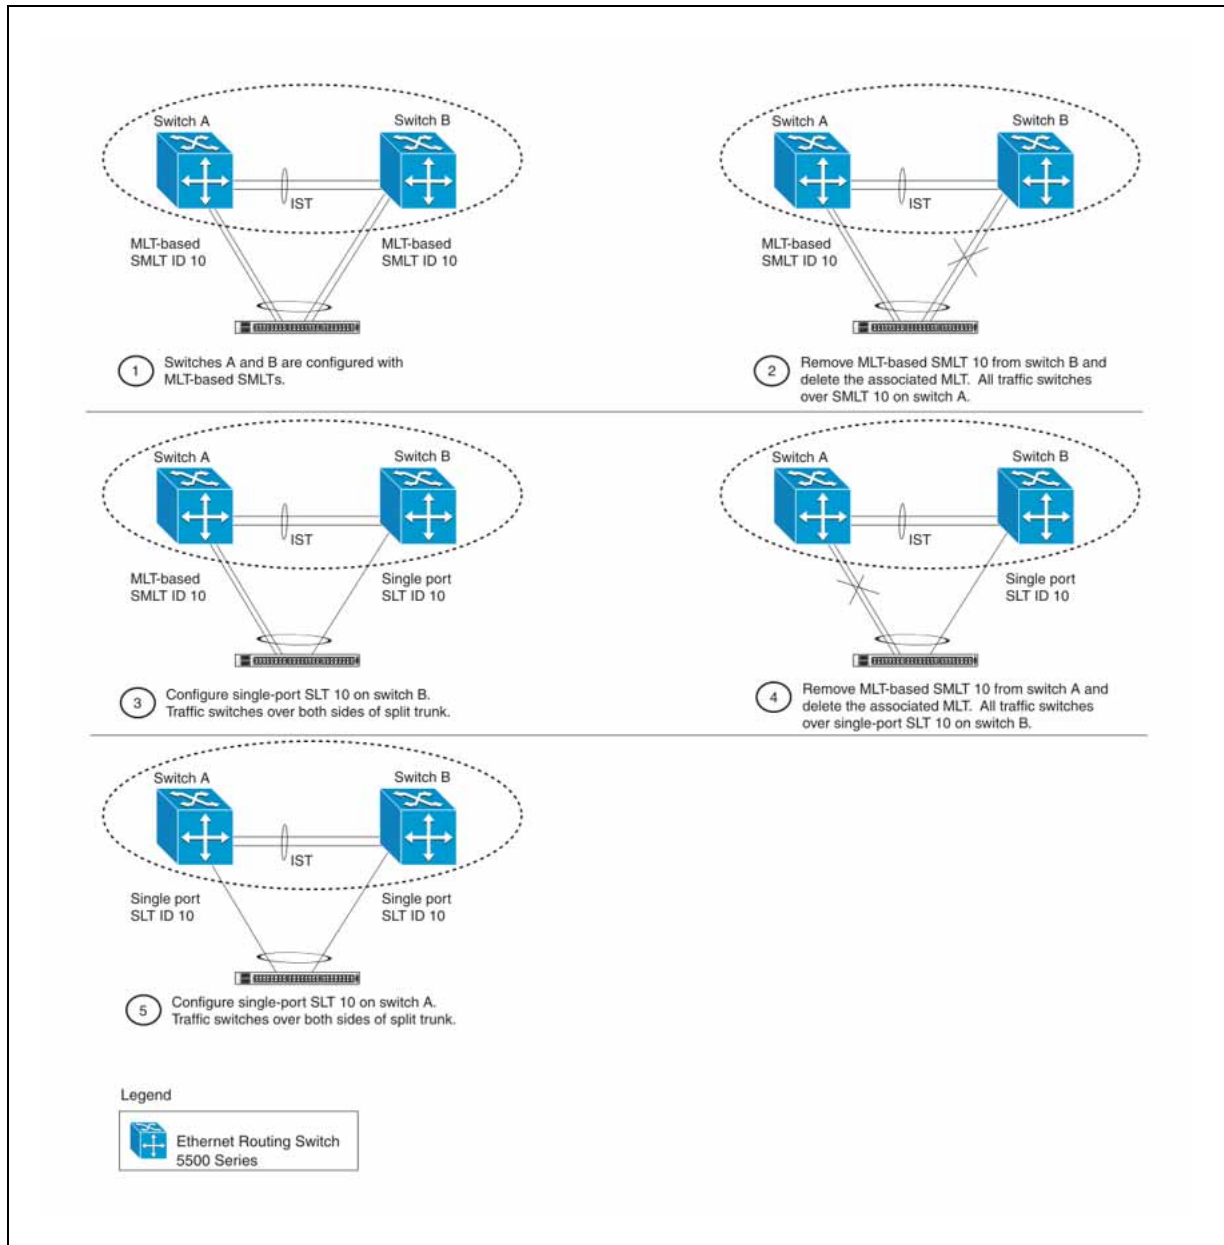 Switch A
Switch B
IST
MLT-based
SMLT ID 10
MLT-based
SMLT ID 10
1
Switches A and B are configured with
MLT-based SMLTs.
Switch A
Switch B
IST
MLT-based
SMLT ID 10
2
Remove MLT-based SMLT 10 from switch B and
delete the associated MLT. All traffic switches
over SMLT 10 on switch A.
Switch A
Switch B
IST
MLT-based
SMLT ID 10
Single port
SLT ID 10
3
Configure single-port SLT 10 on switch B.
Traffic switches over both sides of split trunk.
Switch A
Switch B
IST
Single port
SLT ID 10
4
Remove MLT-based SMLT 10 from switch A and
delete the associated MLT. All traffic switches
over single-port SLT 10 on switch B.
Switch A
Switch B
IST
Single port
SLT ID 10
Single port
SLT ID 10
5
Configure single-port SLT 10 on switch A.
Traffic switches over both sides of split trunk.
Legend
Ethernet Routing Switch
5500 Series